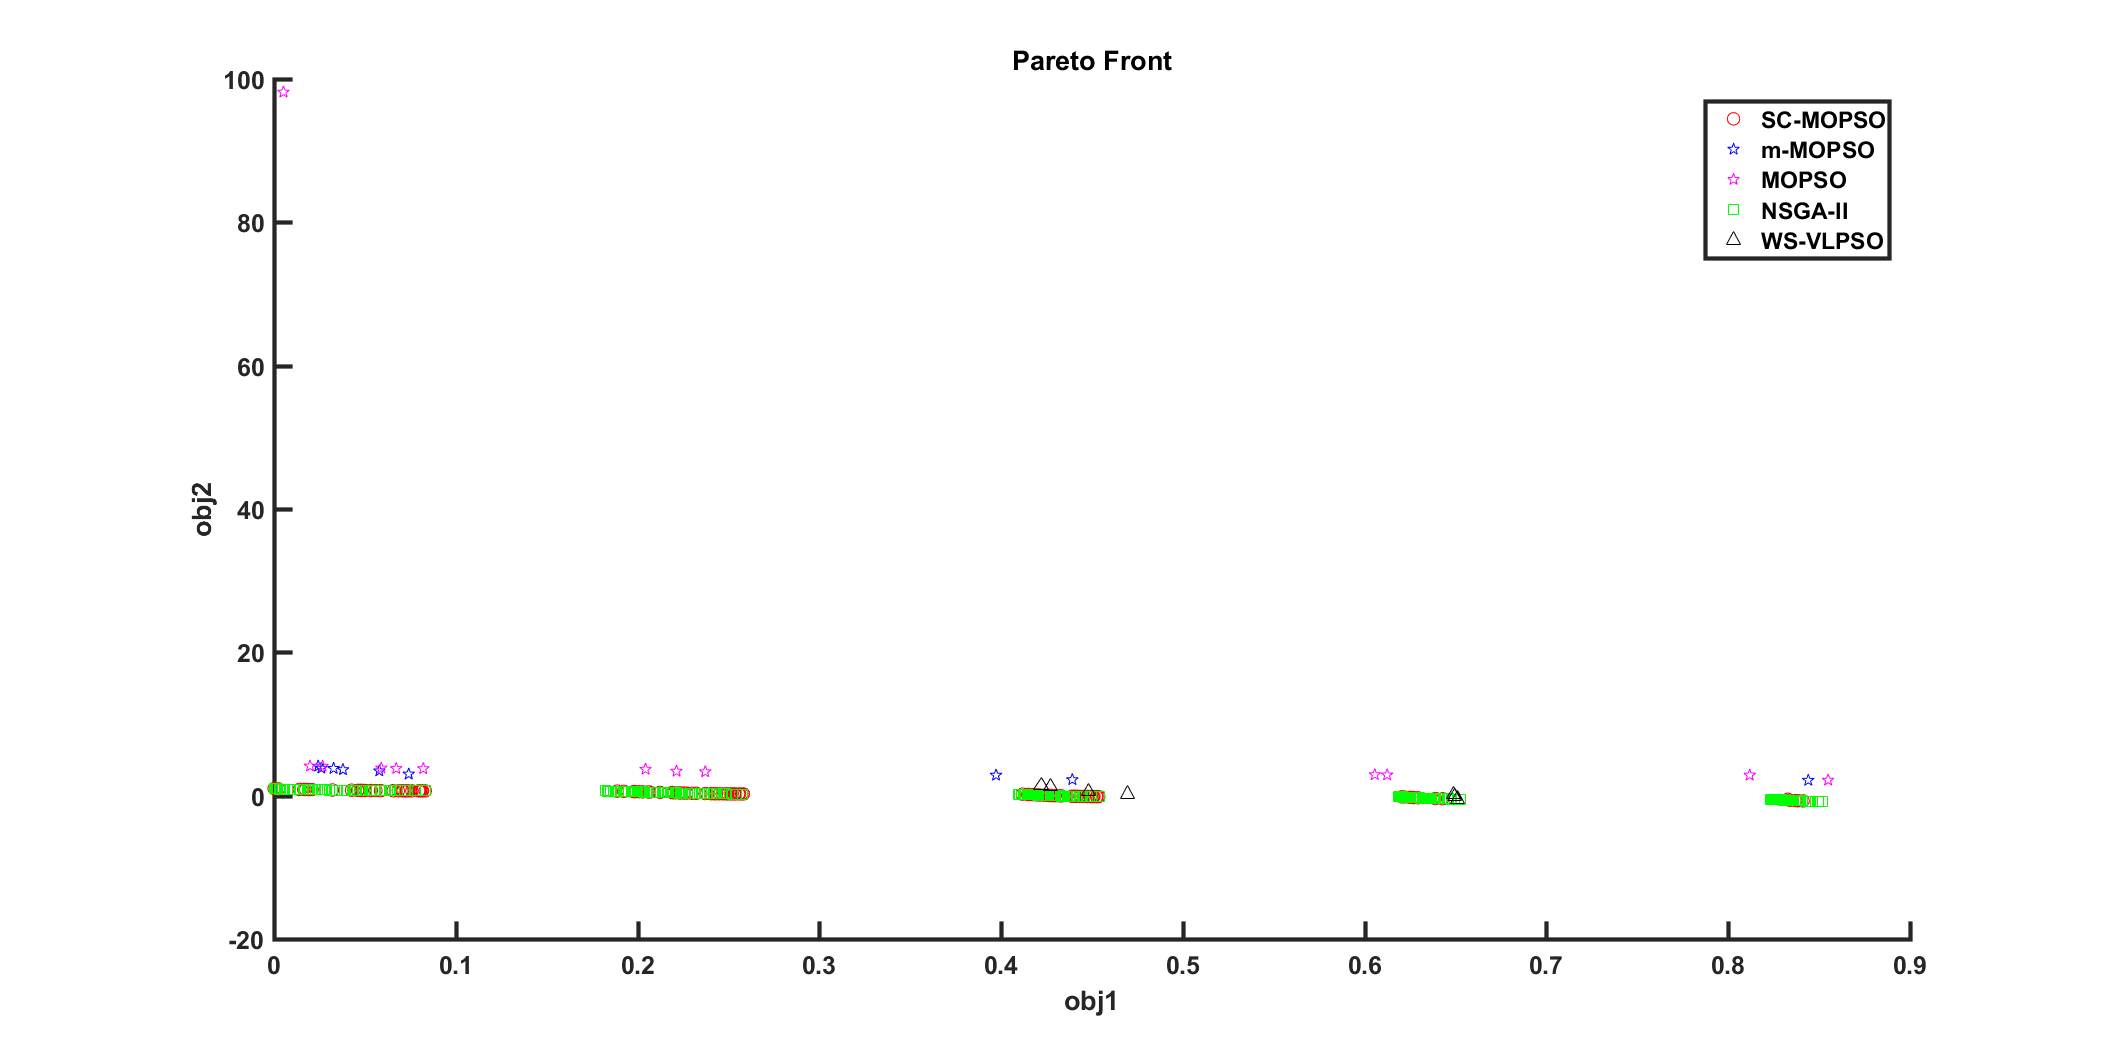 Pareto Front
100
80
60
40
20
0
-20
obj2
SC-MOPSO
m-MOPSO
MOPSO
NSGA-II
WS-VLPSO
0 0.1 0.2 0.3 0.4 0.5 0.6 0.7 0.8 0.9
obj1